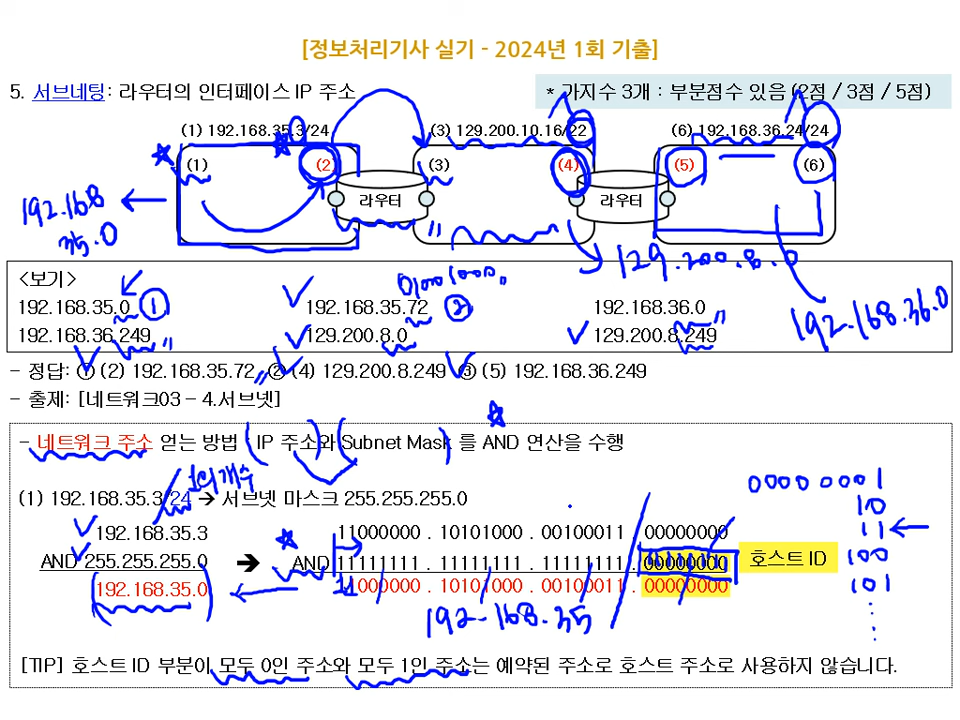 [정보처리기사 실기 - 2024년 1회 기출]
5. 서브네팅: 라우터의 인터페이스 IP 주소
* 가지수 3개 : 부분점수 있음 (2점 / 3점 / 5점)
(1) 192.168.35.3/24 (3) 129.200.10.16/22 (6) 192.168.36.24/24
(1) (2) (3) (4) (5) (6)
라우터 라우터
192.168
35.0
129.200.8.0
192.168.36.0
<보기>
01001000
192.168.35.0 ① 192.168.35.72 ② 192.168.36.0
192.168.36.249 129.200.8.0 129.200.8.249
- 정답: ① (2) 192.168.35.72 ② (4) 129.200.8.249 ③ (5) 192.168.36.249
- 출제: [네트워크03 – 4.서브넷]
- 네트워크 주소 얻는 방법 : IP 주소와 Subnet Mask 를 AND 연산을 수행
1의개수
(1) 192.168.35.3/24 → 서브넷 마스크 255.255.255.0
192.168.35.3 11000000 . 10101000 . 00100011 . 00000000
AND 255.255.255.0 → AND 11111111 . 11111111 . 11111111 . 00000000 호스트 ID
192.168.35.0 11000000 . 10101000 . 00100011 . 00000000
192.168.35
00000001
10
11
100
101
[TIP] 호스트 ID 부분이 모두 0인 주소와 모두 1인 주소는 예약된 주소로 호스트 주소로 사용하지 않습니다.